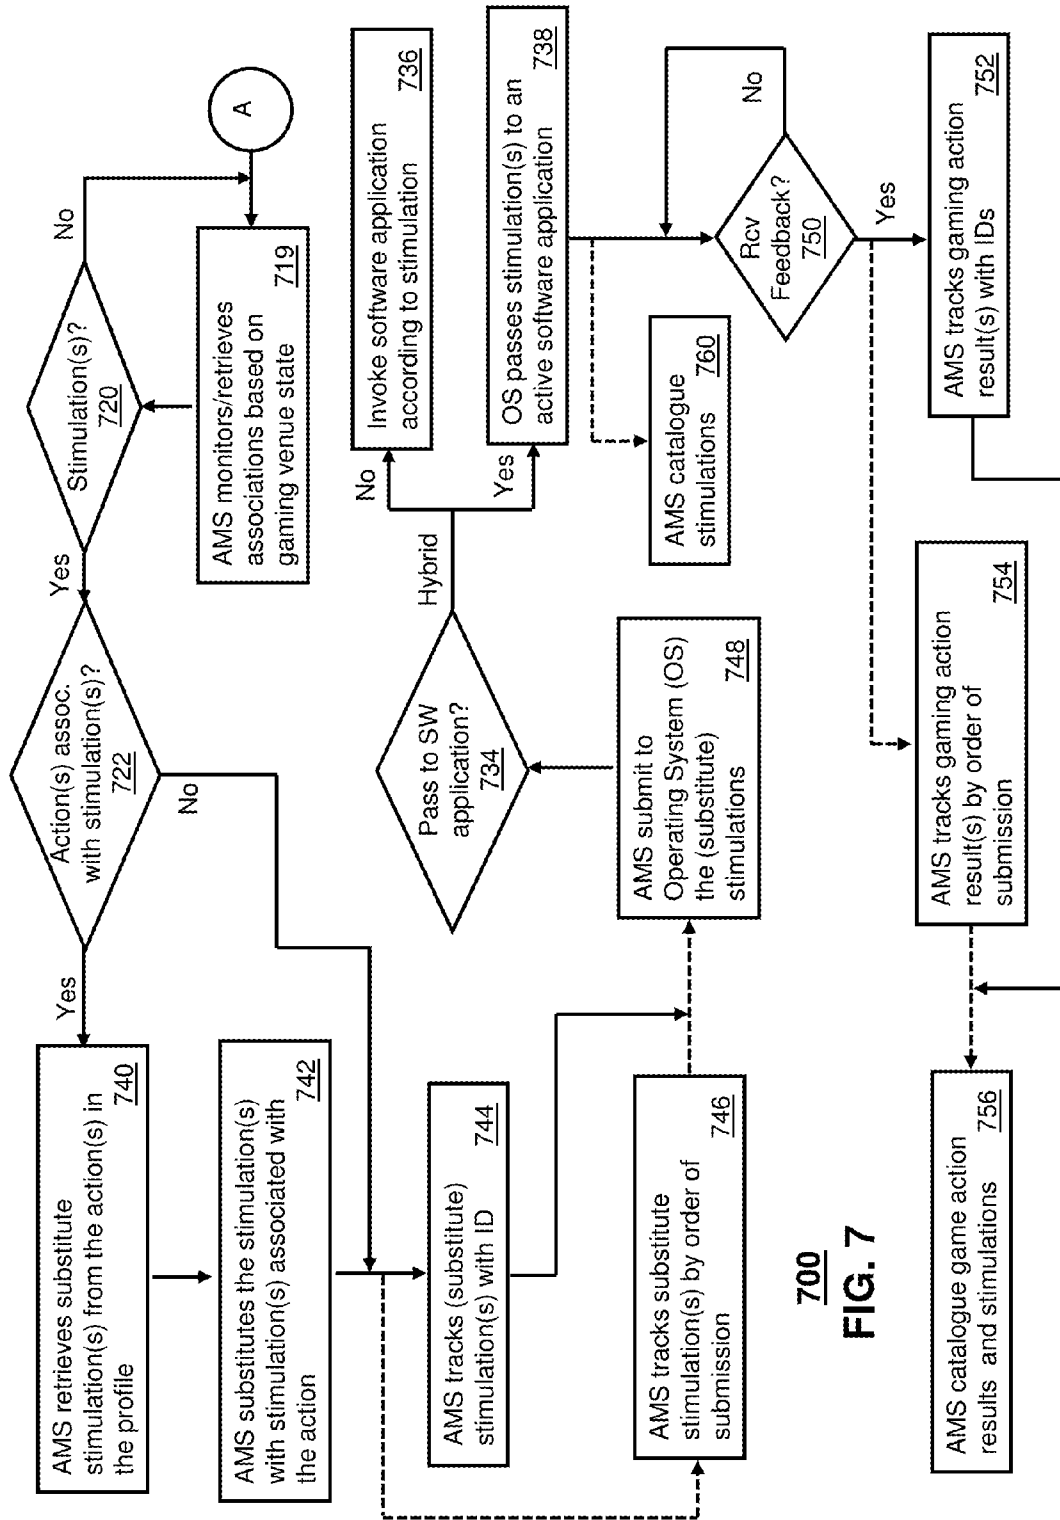 A
AMS monitors/retrieves
associations based on
gaming venue state
719
Stimulation(s)?
720
No
Yes
Action(s) assoc.
with stimulation(s)?
722
No
Yes
AMS retrieves substitute
stimulation(s) from the action(s) in
the profile
740
AMS substitutes the stimulation(s)
with stimulation(s) associated with
the action
742
AMS tracks (substitute)
stimulation(s) with ID
744
AMS tracks substitute
stimulation(s) by order of
submission
746
AMS submit to
Operating System (OS)
the (substitute)
stimulations
748
Pass to SW
application?
734
Hybrid
No
Yes
Invoke software application
according to stimulation
736
OS passes stimulation(s) to an
active software application
738
AMS catalogue
stimulations
760
Rcv
Feedback?
750
No
Yes
AMS tracks gaming action
result(s) with IDs
752
AMS tracks gaming action
result(s) by order of
submission
754
AMS catalogue game action
results and stimulations
756
700
FIG. 7